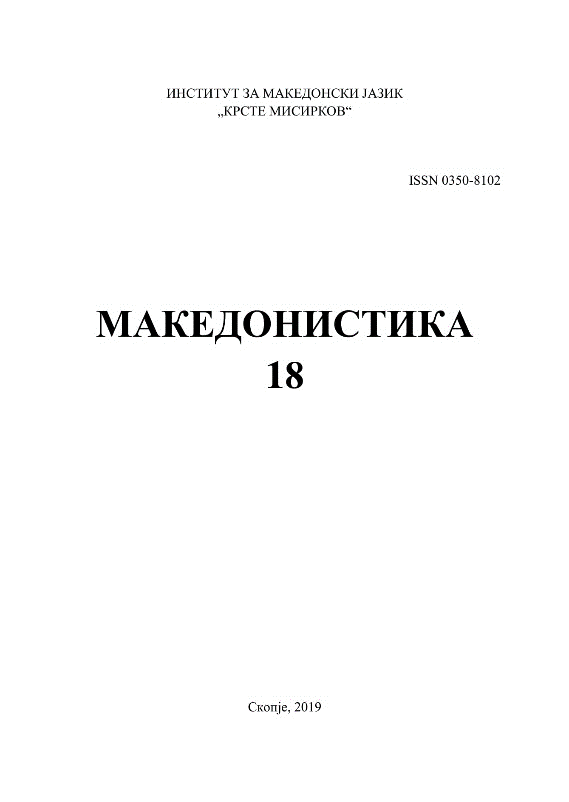 ИНСТИТУТ ЗА МАКЕДОНСКИ ЈАЗИК
„КРСТЕ МИСИРКОВ“
ISSN 0350-8102
МАКЕДОНИСТИКА
18
Скопје, 2019